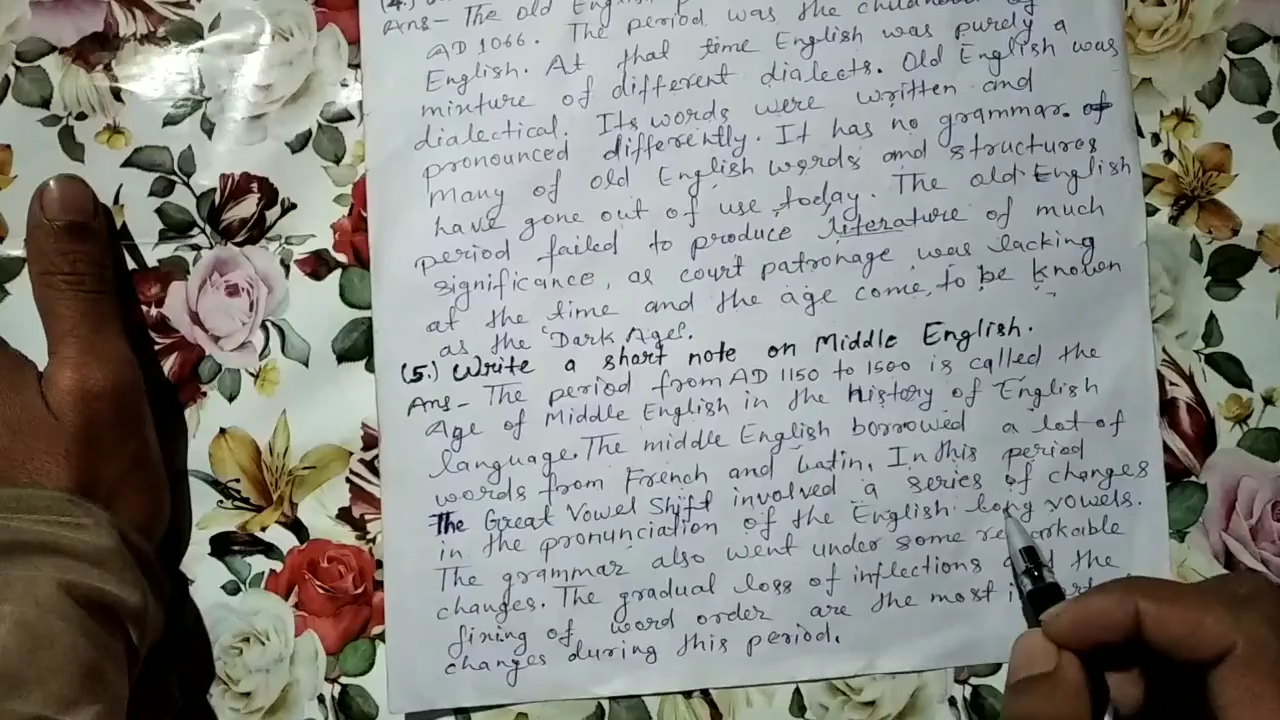 (4.)
Ans- The old English
AD 1066. The period was the childhood of
English. At that time English was purely a
mixture of different dialects. Old English was
dialectical. Its words were written and
pronounced differently. It has no grammar. of
many of old English words and structures
have gone out of use, today. The old English
period failed to produce literature of much
significance, as court patronage was lacking
at the time and the age come, to be known
as the 'Dark Ages'.
(5.) Write a short note on Middle English.
Ans- The period from AD 1150 to 1500 is called the
Age of Middle English in the history of English
language. The middle English borrowed a lot of
words from French and Latin. In this period
The Great Vowel Shift involved a series of changes
in the pronunciation of the English long vowels.
The grammar also went under some remarkable
changes. The gradual loss of inflections the
fixing of word order are the most
changes during this period.